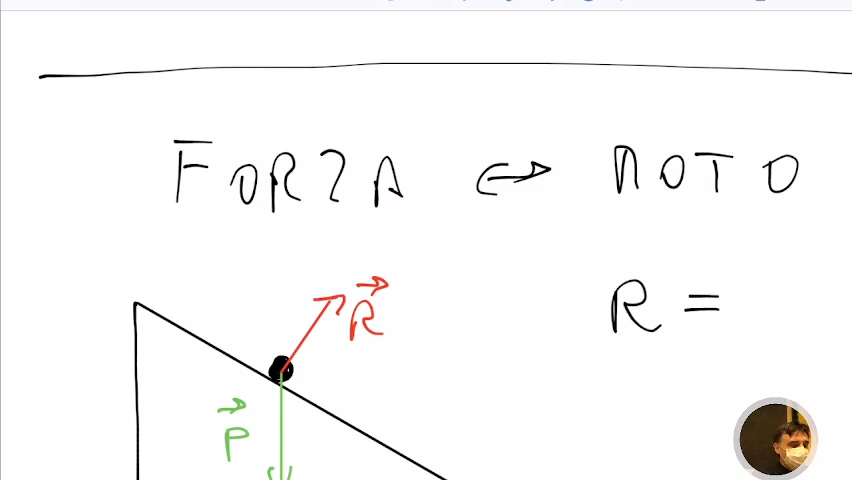 FORZA ↔ MOTO
R⃗
R =
P⃗